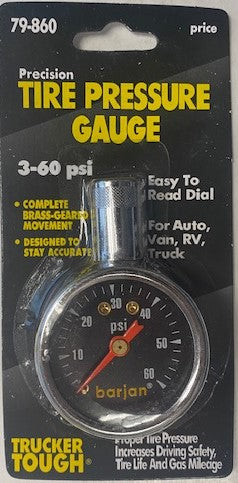 79-860 price
Precision
TIRE PRESSURE
GAUGE
3-60 psi
• COMPLETE
BRASS-GEARED
MOVEMENT
• DESIGNED TO
STAY ACCURATE
Easy To
Read Dial
For Auto,
Van, RV,
Truck
30
20 40
psi
10 50
60
barjan®
TRUCKER
TOUGH®
Proper Tire Pressure
Increases Driving Safety,
Tire Life And Gas Mileage